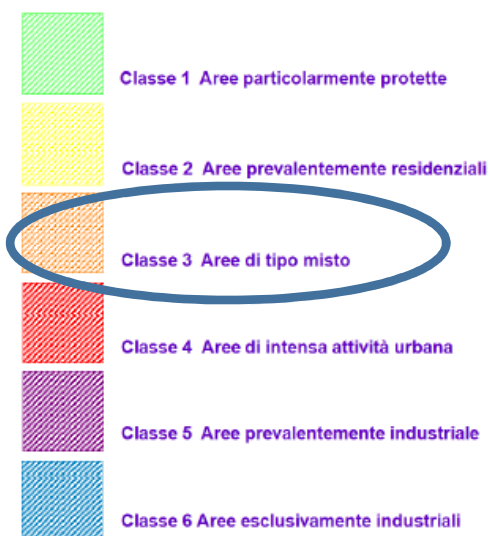 Classe 1 Aree particolarmente protette
Classe 2 Aree prevalentemente residenziali
Classe 3 Aree di tipo misto
Classe 4 Aree di intensa attività urbana
Classe 5 Aree prevalentemente industriale
Classe 6 Aree esclusivamente industriali